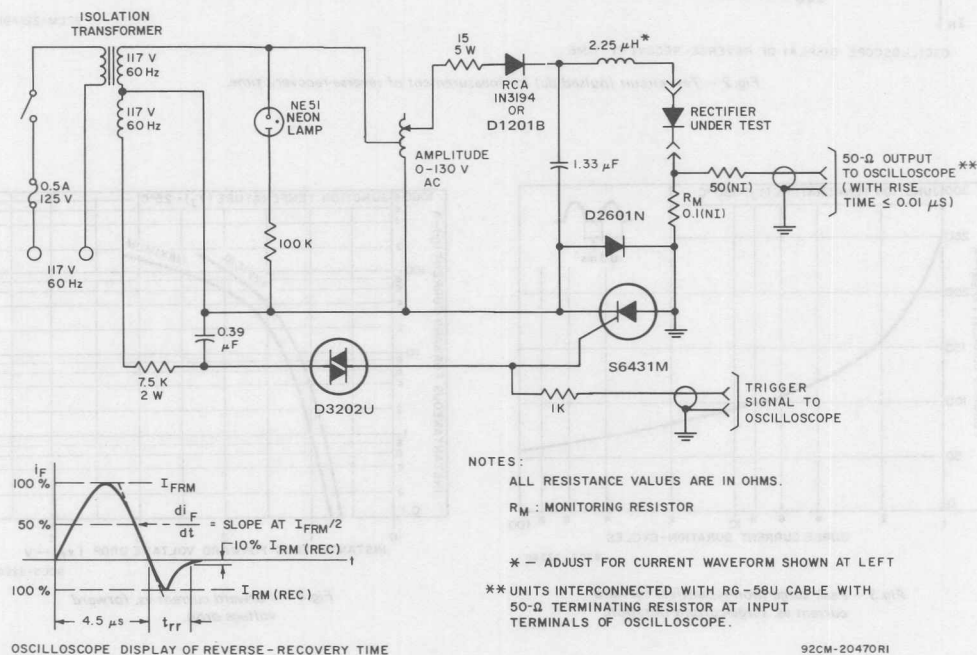 ISOLATION
TRANSFORMER
117 V
60 Hz
117 V
60 Hz
0.5A
125 V
117 V
60 Hz
NE51
NEON
LAMP
100 K
0.39
μF
7.5 K
2 W
D3202U
AMPLITUDE
0-130 V
AC
15
5 W
RCA
1N3194
OR
D1201B
2.25 μH*
1.33 μF
RECTIFIER
UNDER TEST
50(NI)
RM
0.1(NI)
50-Ω OUTPUT
TO OSCILLOSCOPE **
(WITH RISE
TIME ≤ 0.01 μS)
D2601N
S6431M
1K
TRIGGER
SIGNAL TO
OSCILLOSCOPE
iF
100 %
IFRM
50 %
diF
dt
= SLOPE AT IFRM/2
10% IRM (REC)
t
100 %
IRM (REC)
4.5 μs
trr
OSCILLOSCOPE DISPLAY OF REVERSE-RECOVERY TIME
NOTES:
ALL RESISTANCE VALUES ARE IN OHMS.
RM : MONITORING RESISTOR
* - ADJUST FOR CURRENT WAVEFORM SHOWN AT LEFT
** UNITS INTERCONNECTED WITH RG-58U CABLE WITH
50-Ω TERMINATING RESISTOR AT INPUT
TERMINALS OF OSCILLOSCOPE.
92CM-20470R1